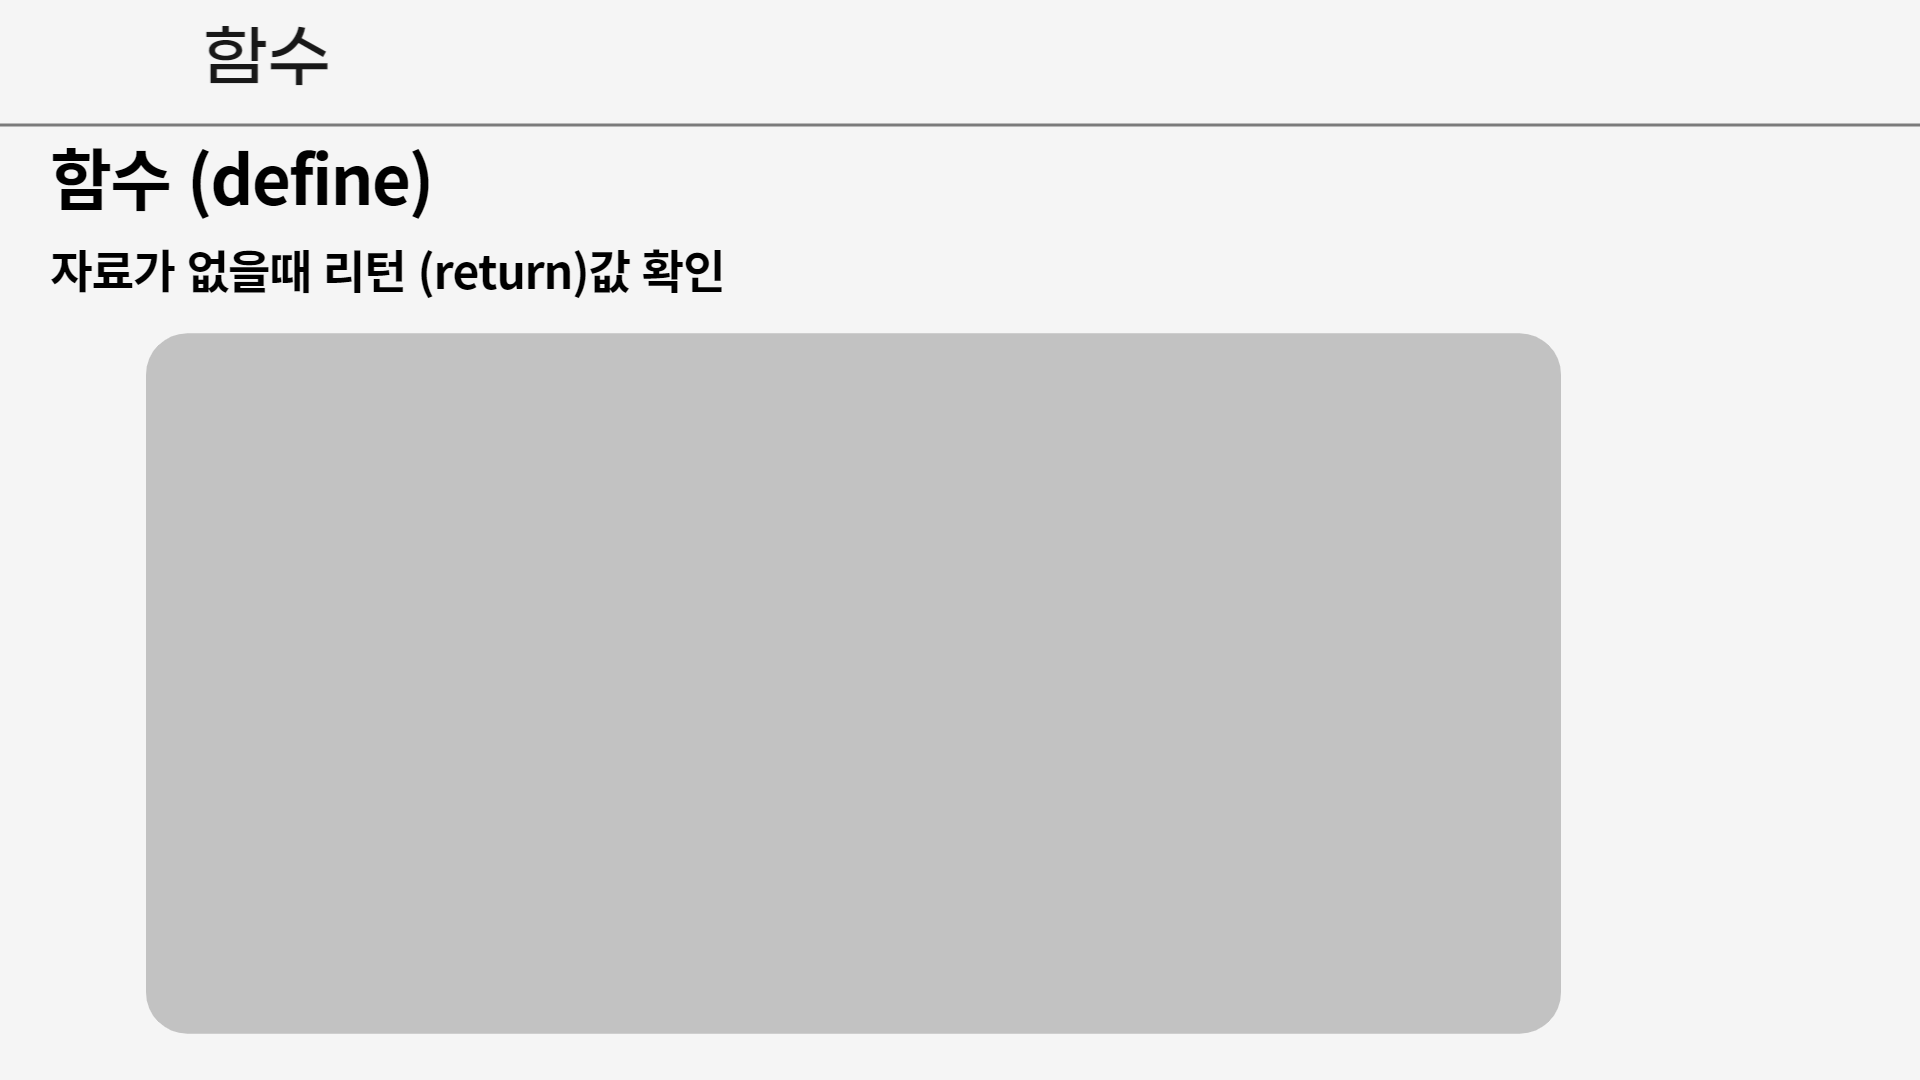 함수
함수 (define)
자료가 없을때 리턴 (return)값 확인